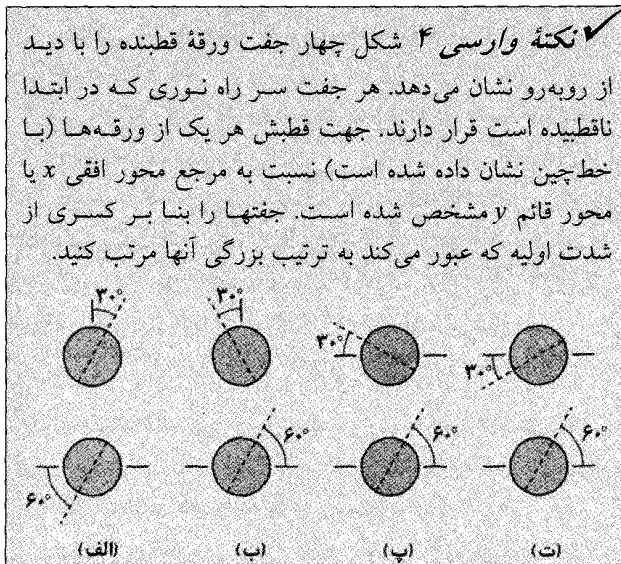 نکتهٔ وارسی ۴ شکل چهار جفت ورقهٔ قطبنده را با دید
از روبه‌رو نشان می‌دهد. هر جفت سر راه نوری که در ابتدا
ناقطبیده است قرار دارند. جهت قطبش هر یک از ورقه‌ها (با
خط‌چین نشان داده شده است) نسبت به مرجع محور افقی x یا
محور قائم y مشخص شده است. جفتها را بنا بر کسری از
شدت اولیه که عبور می‌کند به ترتیب بزرگی آنها مرتب کنید.
۳۰° ۳۰° ۳۰° ۳۰°
۶۰° ۶۰° ۶۰° ۶۰°
(الف) (ب) (پ) (ت)